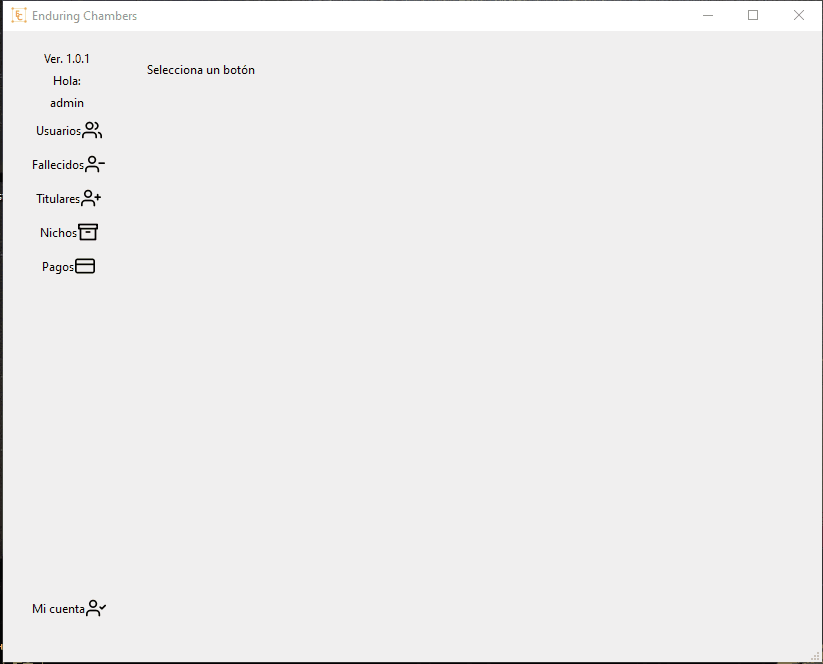 Enduring Chambers
Ver. 1.0.1
Hola:
admin
Selecciona un botón
Usuarios
Fallecidos
Titulares
Nichos
Pagos
Mi cuenta